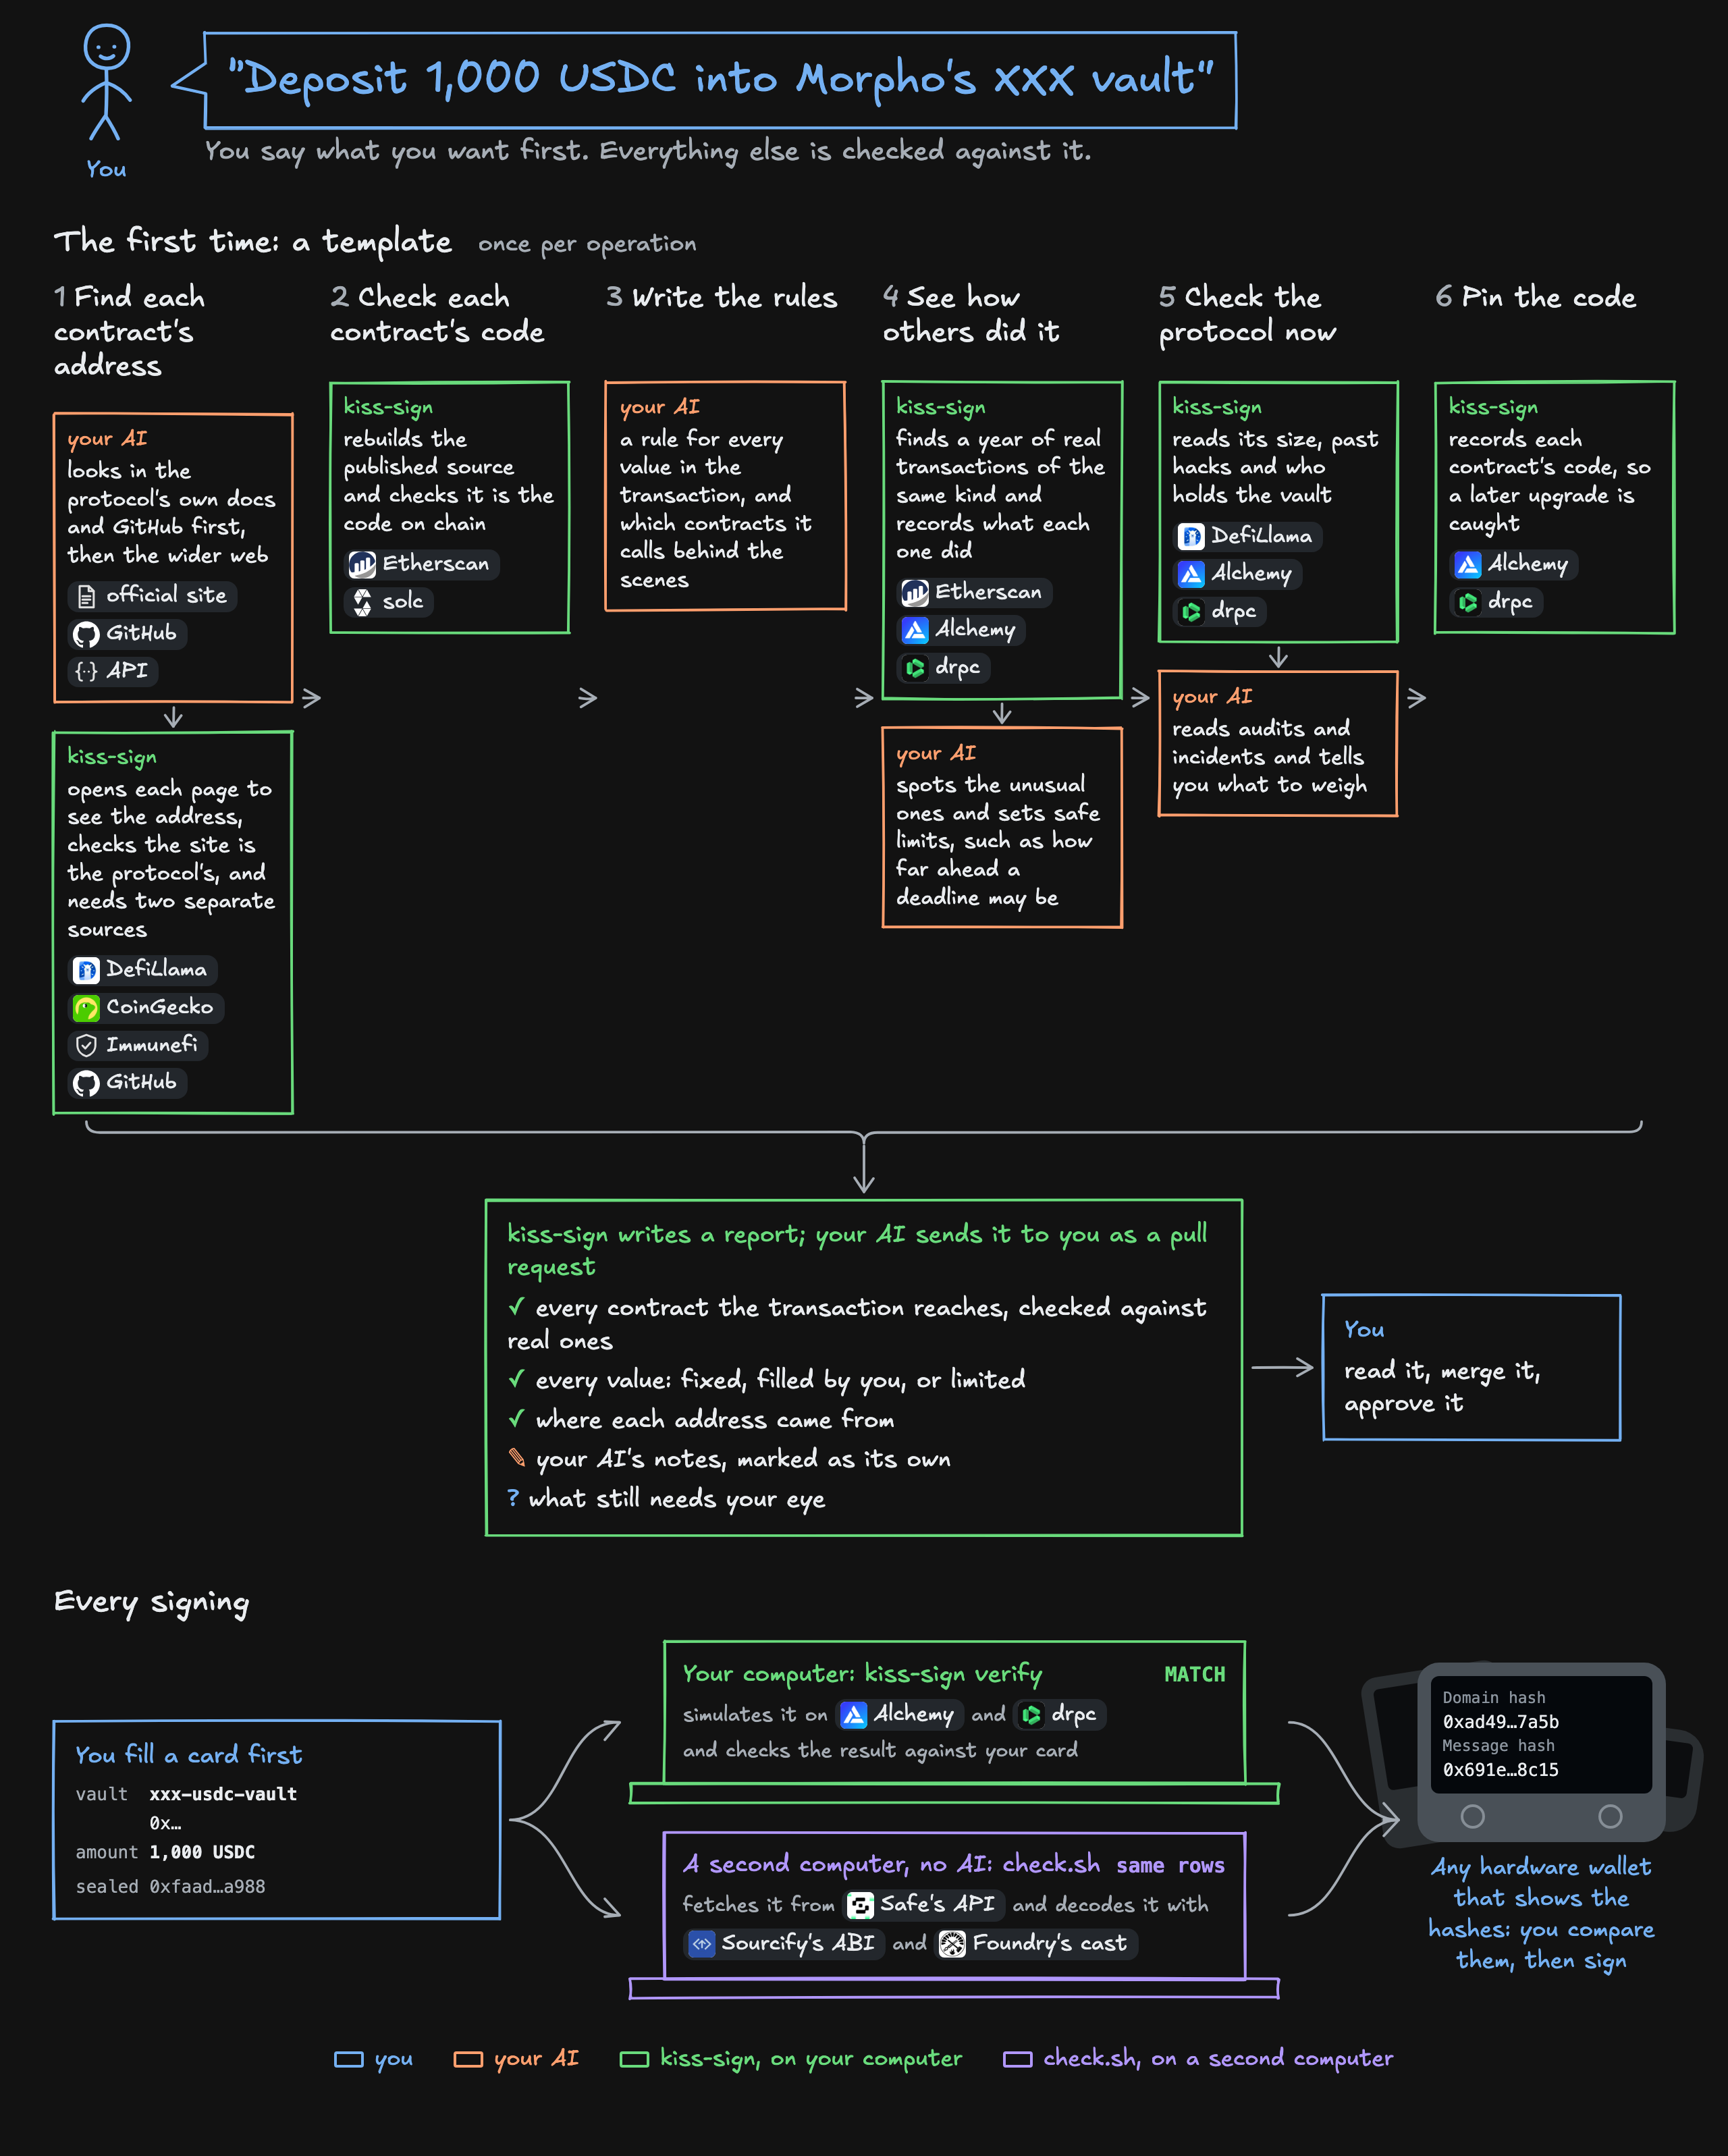 "Deposit 1,000 USDC into Morpho's XXX vault"
You
You say what you want first. Everything else is checked against it.
The first time: a template once per operation
1 Find each
contract's
address
your AI
looks in the
protocol's own docs
and GitHub first,
then the wider web
official site
GitHub
API
kiss-sign
opens each page to
see the address,
checks the site is
the protocol's, and
needs two separate
sources
DefiLlama
CoinGecko
Immunefi
GitHub
2 Check each
contract's code
kiss-sign
rebuilds the
published source
and checks it is the
code on chain
Etherscan
solc
3 Write the rules
your AI
a rule for every
value in the
transaction, and
which contracts it
calls behind the
scenes
4 See how
others did it
kiss-sign
finds a year of real
transactions of the
same kind and
records what each
one did
Etherscan
Alchemy
drpc
your AI
spots the unusual
ones and sets safe
limits, such as how
far ahead a
deadline may be
5 Check the
protocol now
kiss-sign
reads its size, past
hacks and who
holds the vault
DefiLlama
Alchemy
drpc
your AI
reads audits and
incidents and tells
you what to weigh
6 Pin the code
kiss-sign
records each
contract's code, so
a later upgrade is
caught
Alchemy
drpc
kiss-sign writes a report; your AI sends it to you as a pull
request
✓ every contract the transaction reaches, checked against
real ones
✓ every value: fixed, filled by you, or limited
✓ where each address came from
✎ your AI's notes, marked as its own
? what still needs your eye
You
read it, merge it,
approve it
Every signing
You fill a card first
vault xxx-usdc-vault
0x…
amount 1,000 USDC
sealed 0xfaad…a988
Your computer: kiss-sign verify MATCH
simulates it on Alchemy and drpc
and checks the result against your card
A second computer, no AI: check.sh same rows
fetches it from Safe's API and decodes it with
Sourcify's ABI and Foundry's cast
Domain hash
0xad49…7a5b
Message hash
0x691e…8c15
Any hardware wallet
that shows the
hashes: you compare
them, then sign
you
your AI
kiss-sign, on your computer
check.sh, on a second computer